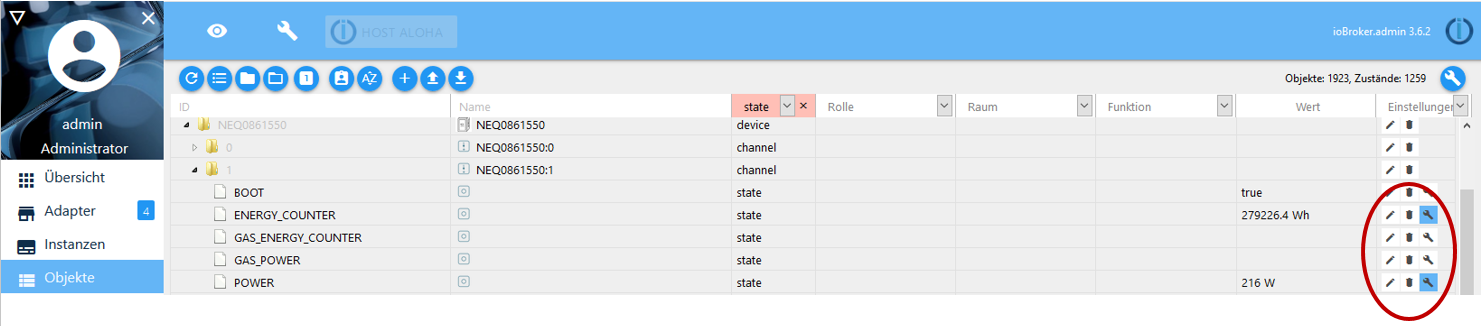 HOST ALOHA
ioBroker.admin 3.6.2
Objekte: 1923, Zustände: 1259
ID Name state Rolle Raum Funktion Wert Einstellungen
admin
Administrator
Übersicht
Adapter 4
Instanzen
Objekte
NEQ0861550 NEQ0861550 device
0 NEQ0861550:0 channel
1 NEQ0861550:1 channel
BOOT state true
ENERGY_COUNTER state 279226.4 Wh
GAS_ENERGY_COUNTER state
GAS_POWER state
POWER state 216 W